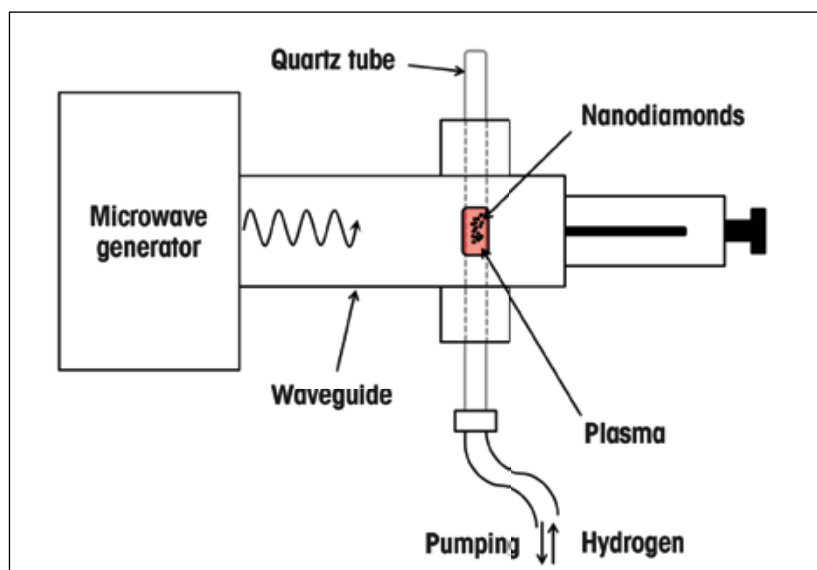 Quartz tube
Nanodiamonds
Microwave
generator
Waveguide
Plasma
Pumping
Hydrogen